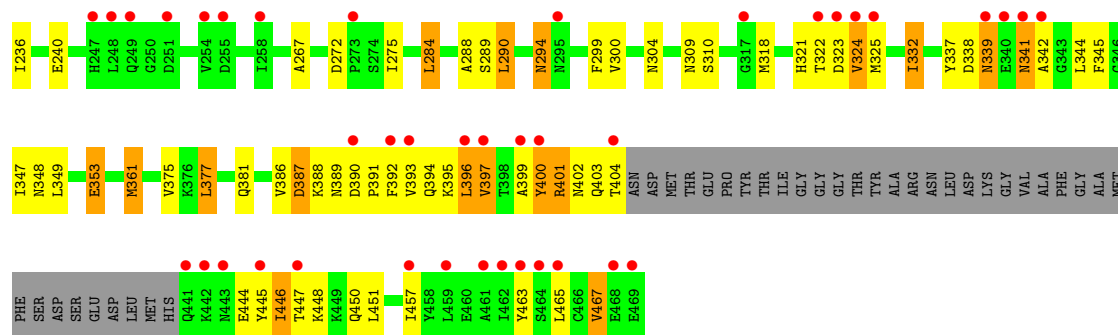 I236 E240 H247 L248 Q249 G250 D251 V254 D255 I258 A267 D272 P273 S274 I275 L284 A288 S289 L290 N294 N295 F299 V300 N304 N309 S310 G317 M318 H321 T322 D323 V324 M325 I332 Y337 D338 N339 E340 N341 A342 G343 L344 F345 G346
I347 N348 L349 E353 M361 V375 K376 L377 Q381 V386 D387 K388 N389 D390 P391 F392 V393 Q394 K395 L396 V397 T398 A399 Y400 R401 N402 Q403 T404 ASN ASP MET THR GLU PRO TYR THR ILE GLY GLY GLY THR TYR ALA ARG ASN LEU ASP LYS GLY VAL ALA PHE GLY ALA MET
PHE SER ASP SER GLU ASP LEU MET HIS Q441 K442 N443 E444 Y445 I446 T447 K448 K449 Q450 L451 I457 Y458 L459 E460 A461 I462 Y463 S464 L465 C466 V467 E468 E469